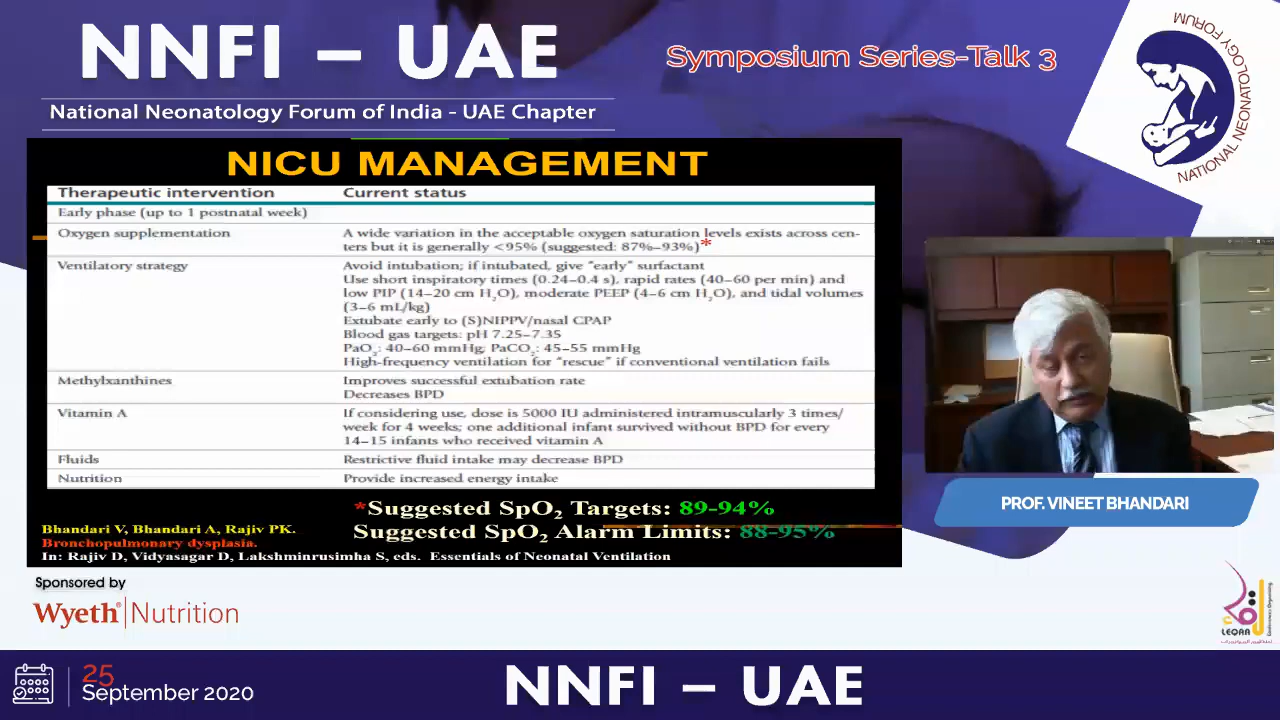 NNFI – UAE
Symposium Series-Talk 3
National Neonatology Forum of India - UAE Chapter
NATIONAL NEONATOLOGY FORUM
NICU MANAGEMENT
Therapeutic intervention Current status
Early phase (up to 1 postnatal week)
Oxygen supplementation A wide variation in the acceptable oxygen saturation levels exists across cen-
ters but it is generally <95% (suggested: 87%–93%)*
Ventilatory strategy Avoid intubation; if intubated, give "early" surfactant
Use short inspiratory times (0.24–0.4 s), rapid rates (40–60 per min) and
low PIP (14–20 cm H₂O), moderate PEEP (4–6 cm H₂O), and tidal volumes
(3–6 mL/kg)
Extubate early to (S)NIPPV/nasal CPAP
Blood gas targets: pH 7.25–7.35
PaO₂: 40–60 mmHg; PaCO₂: 45–55 mmHg
High-frequency ventilation for "rescue" if conventional ventilation fails
Methylxanthines Improves successful extubation rate
Decreases BPD
Vitamin A If considering use, dose is 5000 IU administered intramuscularly 3 times/
week for 4 weeks; one additional infant survived without BPD for every
14–15 infants who received vitamin A
Fluids Restrictive fluid intake may decrease BPD
Nutrition Provide increased energy intake
*Suggested SpO₂ Targets: 89-94%
Suggested SpO₂ Alarm Limits: 88-95%
Bhandari V, Bhandari A, Rajiv PK.
Bronchopulmonary dysplasia.
In: Rajiv D, Vidyasagar D, Lakshminrusimha S, eds. Essentials of Neonatal Ventilation
PROF. VINEET BHANDARI
Sponsored by
Wyeth® Nutrition
LEQAA
25
September 2020
NNFI – UAE